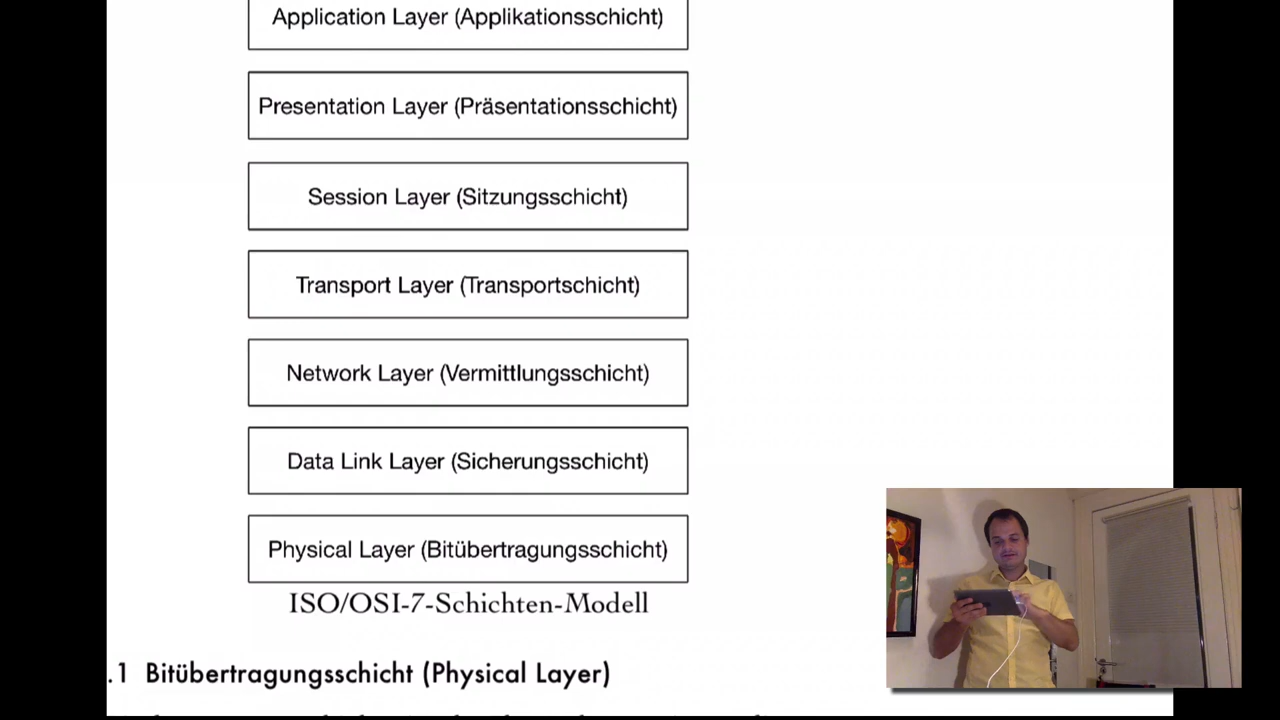 Application Layer (Applikationsschicht)
Presentation Layer (Präsentationsschicht)
Session Layer (Sitzungsschicht)
Transport Layer (Transportschicht)
Network Layer (Vermittlungsschicht)
Data Link Layer (Sicherungsschicht)
Physical Layer (Bitübertragungsschicht)
ISO/OSI-7-Schichten-Modell
.1 Bitübertragungsschicht (Physical Layer)